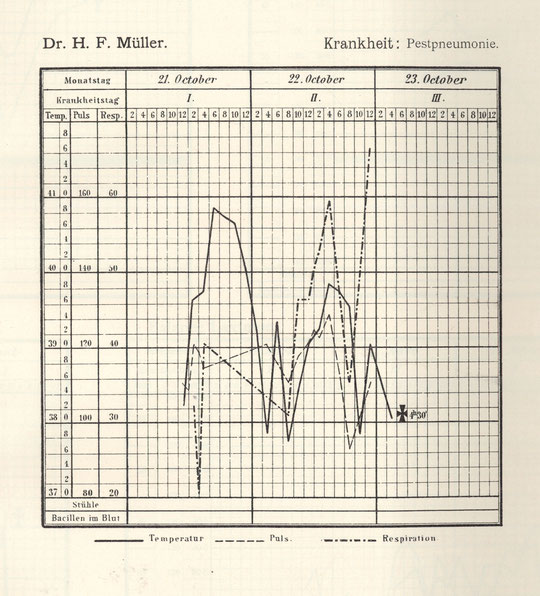 Dr. H. F. Müller. Krankheit: Pestpneumonie.
Monatstag 21. October 22. October 23. October
Krankheitstag I. II. III.
Temp. Puls Resp. 2 4 6 8 10 12 2 4 6 8 10 12 2 4 6 8 10 12 2 4 6 8 10 12 2 4 6 8 10 12 2 4 6 8 10 12
8
6
4
2
41 0 160 60
8
6
4
2
40 0 140 50
8
6
4
2
39 0 120 40
8
6
4
2
38 0 100 30
4h30'
8
6
4
2
37 0 80 20
Stühle
Bacillen im Blut
Temperatur Puls. Respiration